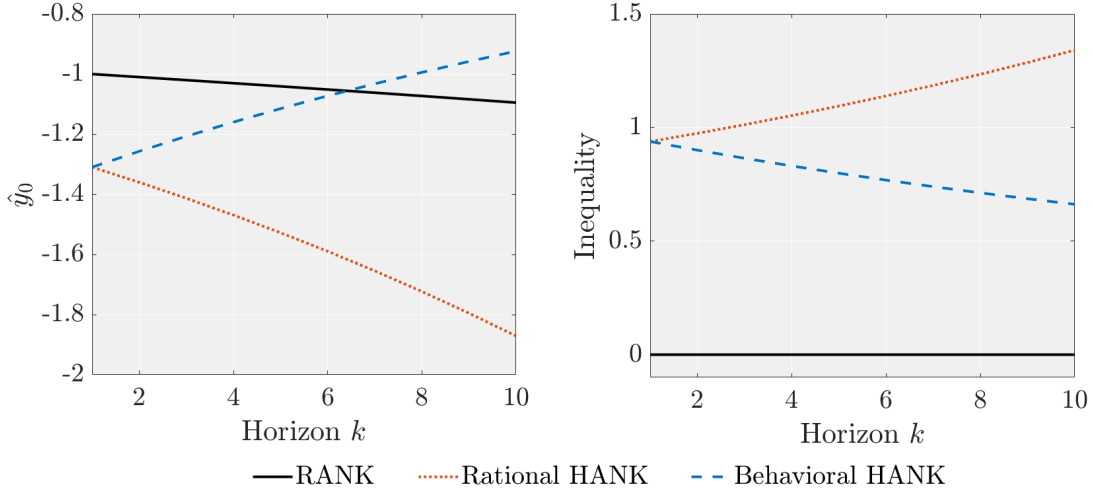 -0.8
-1
-1.2
-1.4
-1.6
-1.8
-2
ŷ₀
2 4 6 8 10
Horizon k
1.5
1
0.5
0
Inequality
2 4 6 8 10
Horizon k
RANK Rational HANK Behavioral HANK